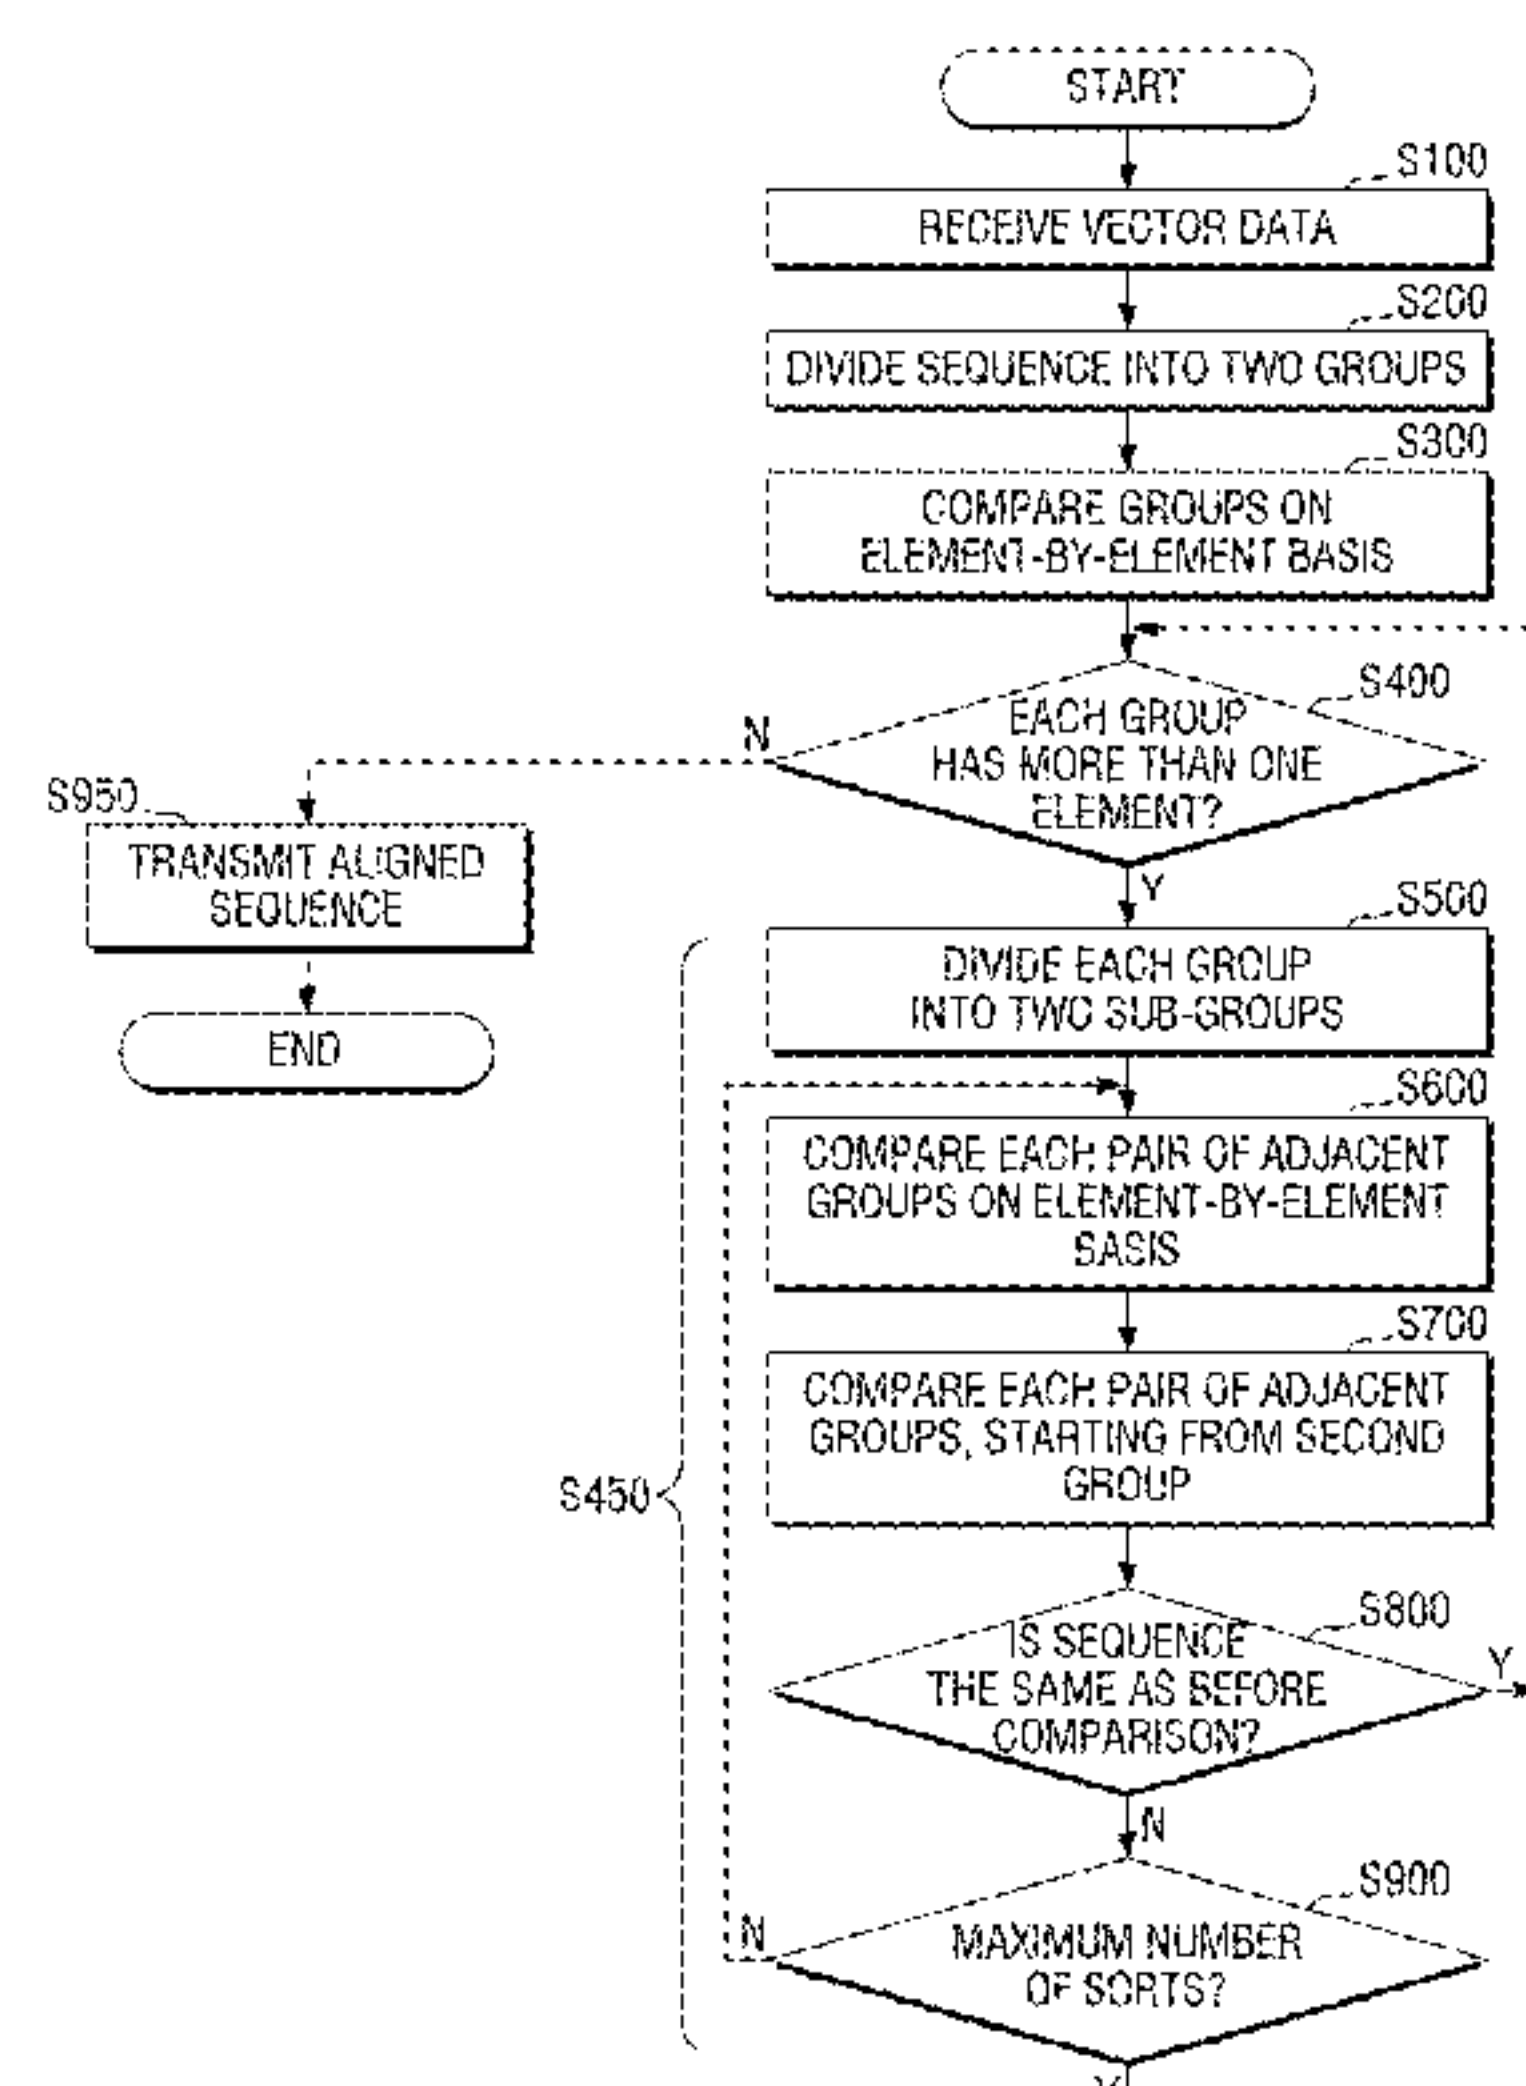 START
S100
RECEIVE VECTOR DATA
S200
DIVIDE SEQUENCE INTO TWO GROUPS
S300
COMPARE GROUPS ON
ELEMENT-BY-ELEMENT BASIS
S400
EACH GROUP
HAS MORE THAN ONE
ELEMENT?
N
S950
TRANSMIT ALIGNED
SEQUENCE
END
Y
S500
DIVIDE EACH GROUP
INTO TWO SUB-GROUPS
S600
COMPARE EACH PAIR OF ADJACENT
GROUPS ON ELEMENT-BY-ELEMENT
BASIS
S700
COMPARE EACH PAIR OF ADJACENT
GROUPS, STARTING FROM SECOND
GROUP
S450
S800
IS SEQUENCE
THE SAME AS BEFORE
COMPARISON?
Y
N
S900
MAXIMUM NUMBER
OF SORTS?
N
Y